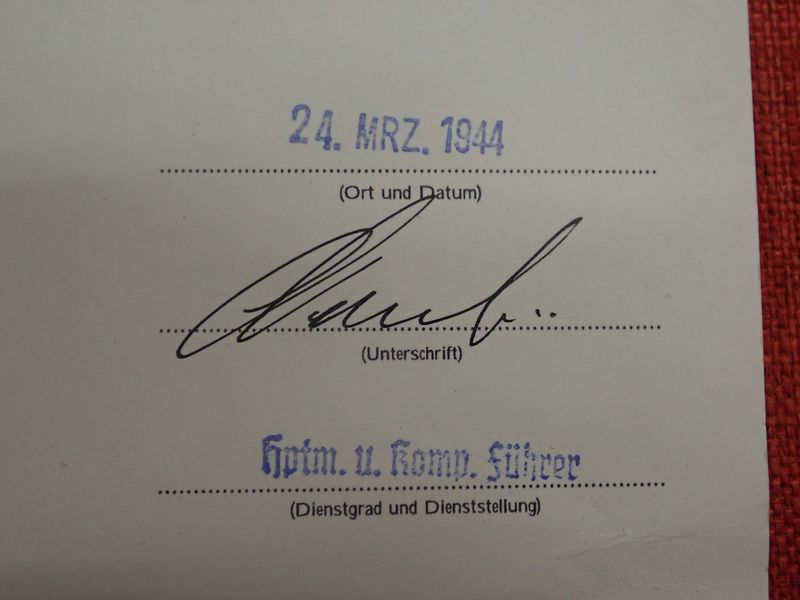 24. MRZ. 1944
(Ort und Datum)
(Unterschrift)
Hptm. u. Komp. Führer
(Dienstgrad und Dienststellung)